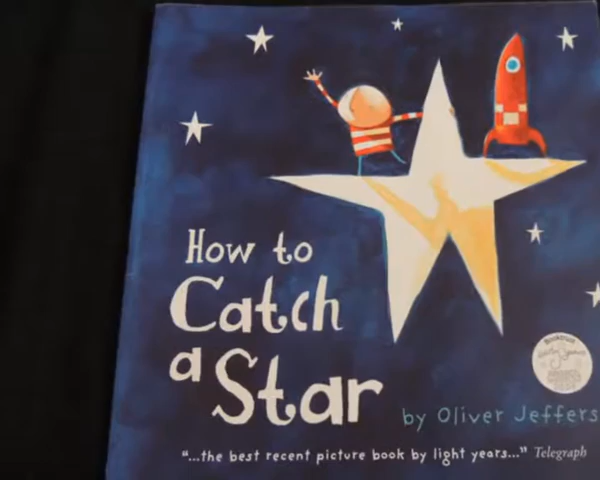 How to
Catch
a Star
by Oliver Jeffers
"...the best recent picture book by light years..." Telegraph